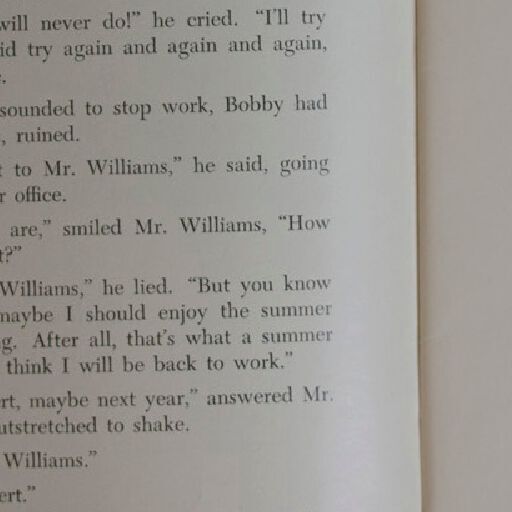 will never do!” he cried. “I'll try
id try again and again and again,
sounded to stop work, Bobby had
, ruined.
to Mr. Williams,” he said, going
r office.
are,” smiled Mr. Williams, “How
t?”
Williams,” he lied. “But you know
maybe I should enjoy the summer
g. After all, that's what a summer
think I will be back to work.”
rt, maybe next year,” answered Mr.
utstretched to shake.
Williams.”
ert.”